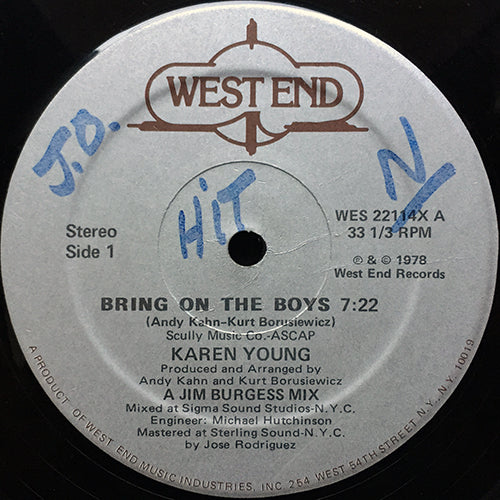 WEST END
J.O.
HIT
N
Stereo
Side 1
WES 22114X A
33 1/3 RPM
℗ & © 1978
West End Records
BRING ON THE BOYS 7:22
(Andy Kahn-Kurt Borusiewicz)
Scully Music Co.-ASCAP
KAREN YOUNG
Produced and Arranged by
Andy Kahn and Kurt Borusiewicz
A JIM BURGESS MIX
Mixed at Sigma Sound Studios-N.Y.C.
Engineer: Michael Hutchinson
Mastered at Sterling Sound-N.Y.C.
by Jose Rodriguez
A PRODUCT OF WEST END MUSIC INDUSTRIES, INC. 254 WEST 54TH STREET N.Y., N.Y. 10019